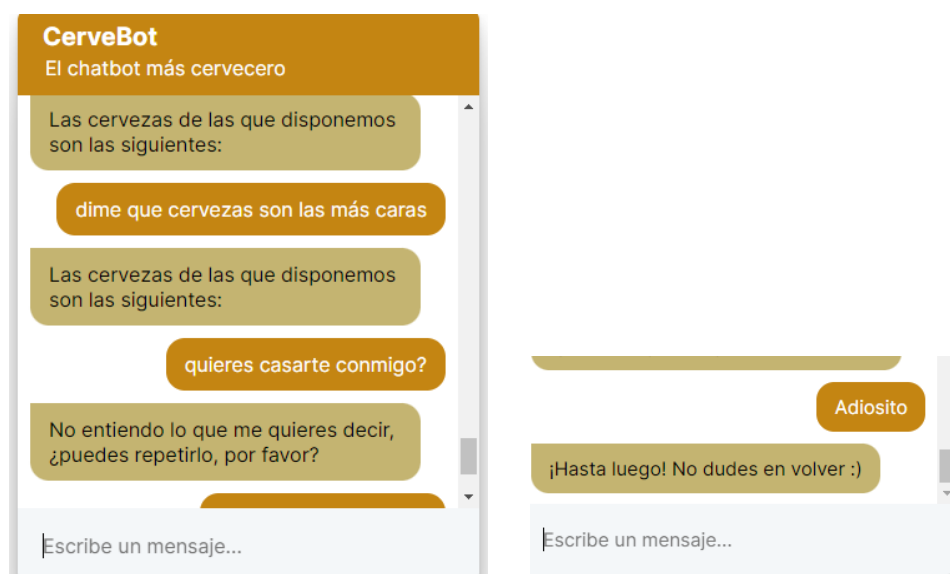 CerveBot
El chatbot más cervecero
Las cervezas de las que disponemos
son las siguientes:
dime que cervezas son las más caras
Las cervezas de las que disponemos
son las siguientes:
quieres casarte conmigo?
No entiendo lo que me quieres decir,
¿puedes repetirlo, por favor?
Escribe un mensaje...
Adiosito
¡Hasta luego! No dudes en volver :)
Escribe un mensaje...